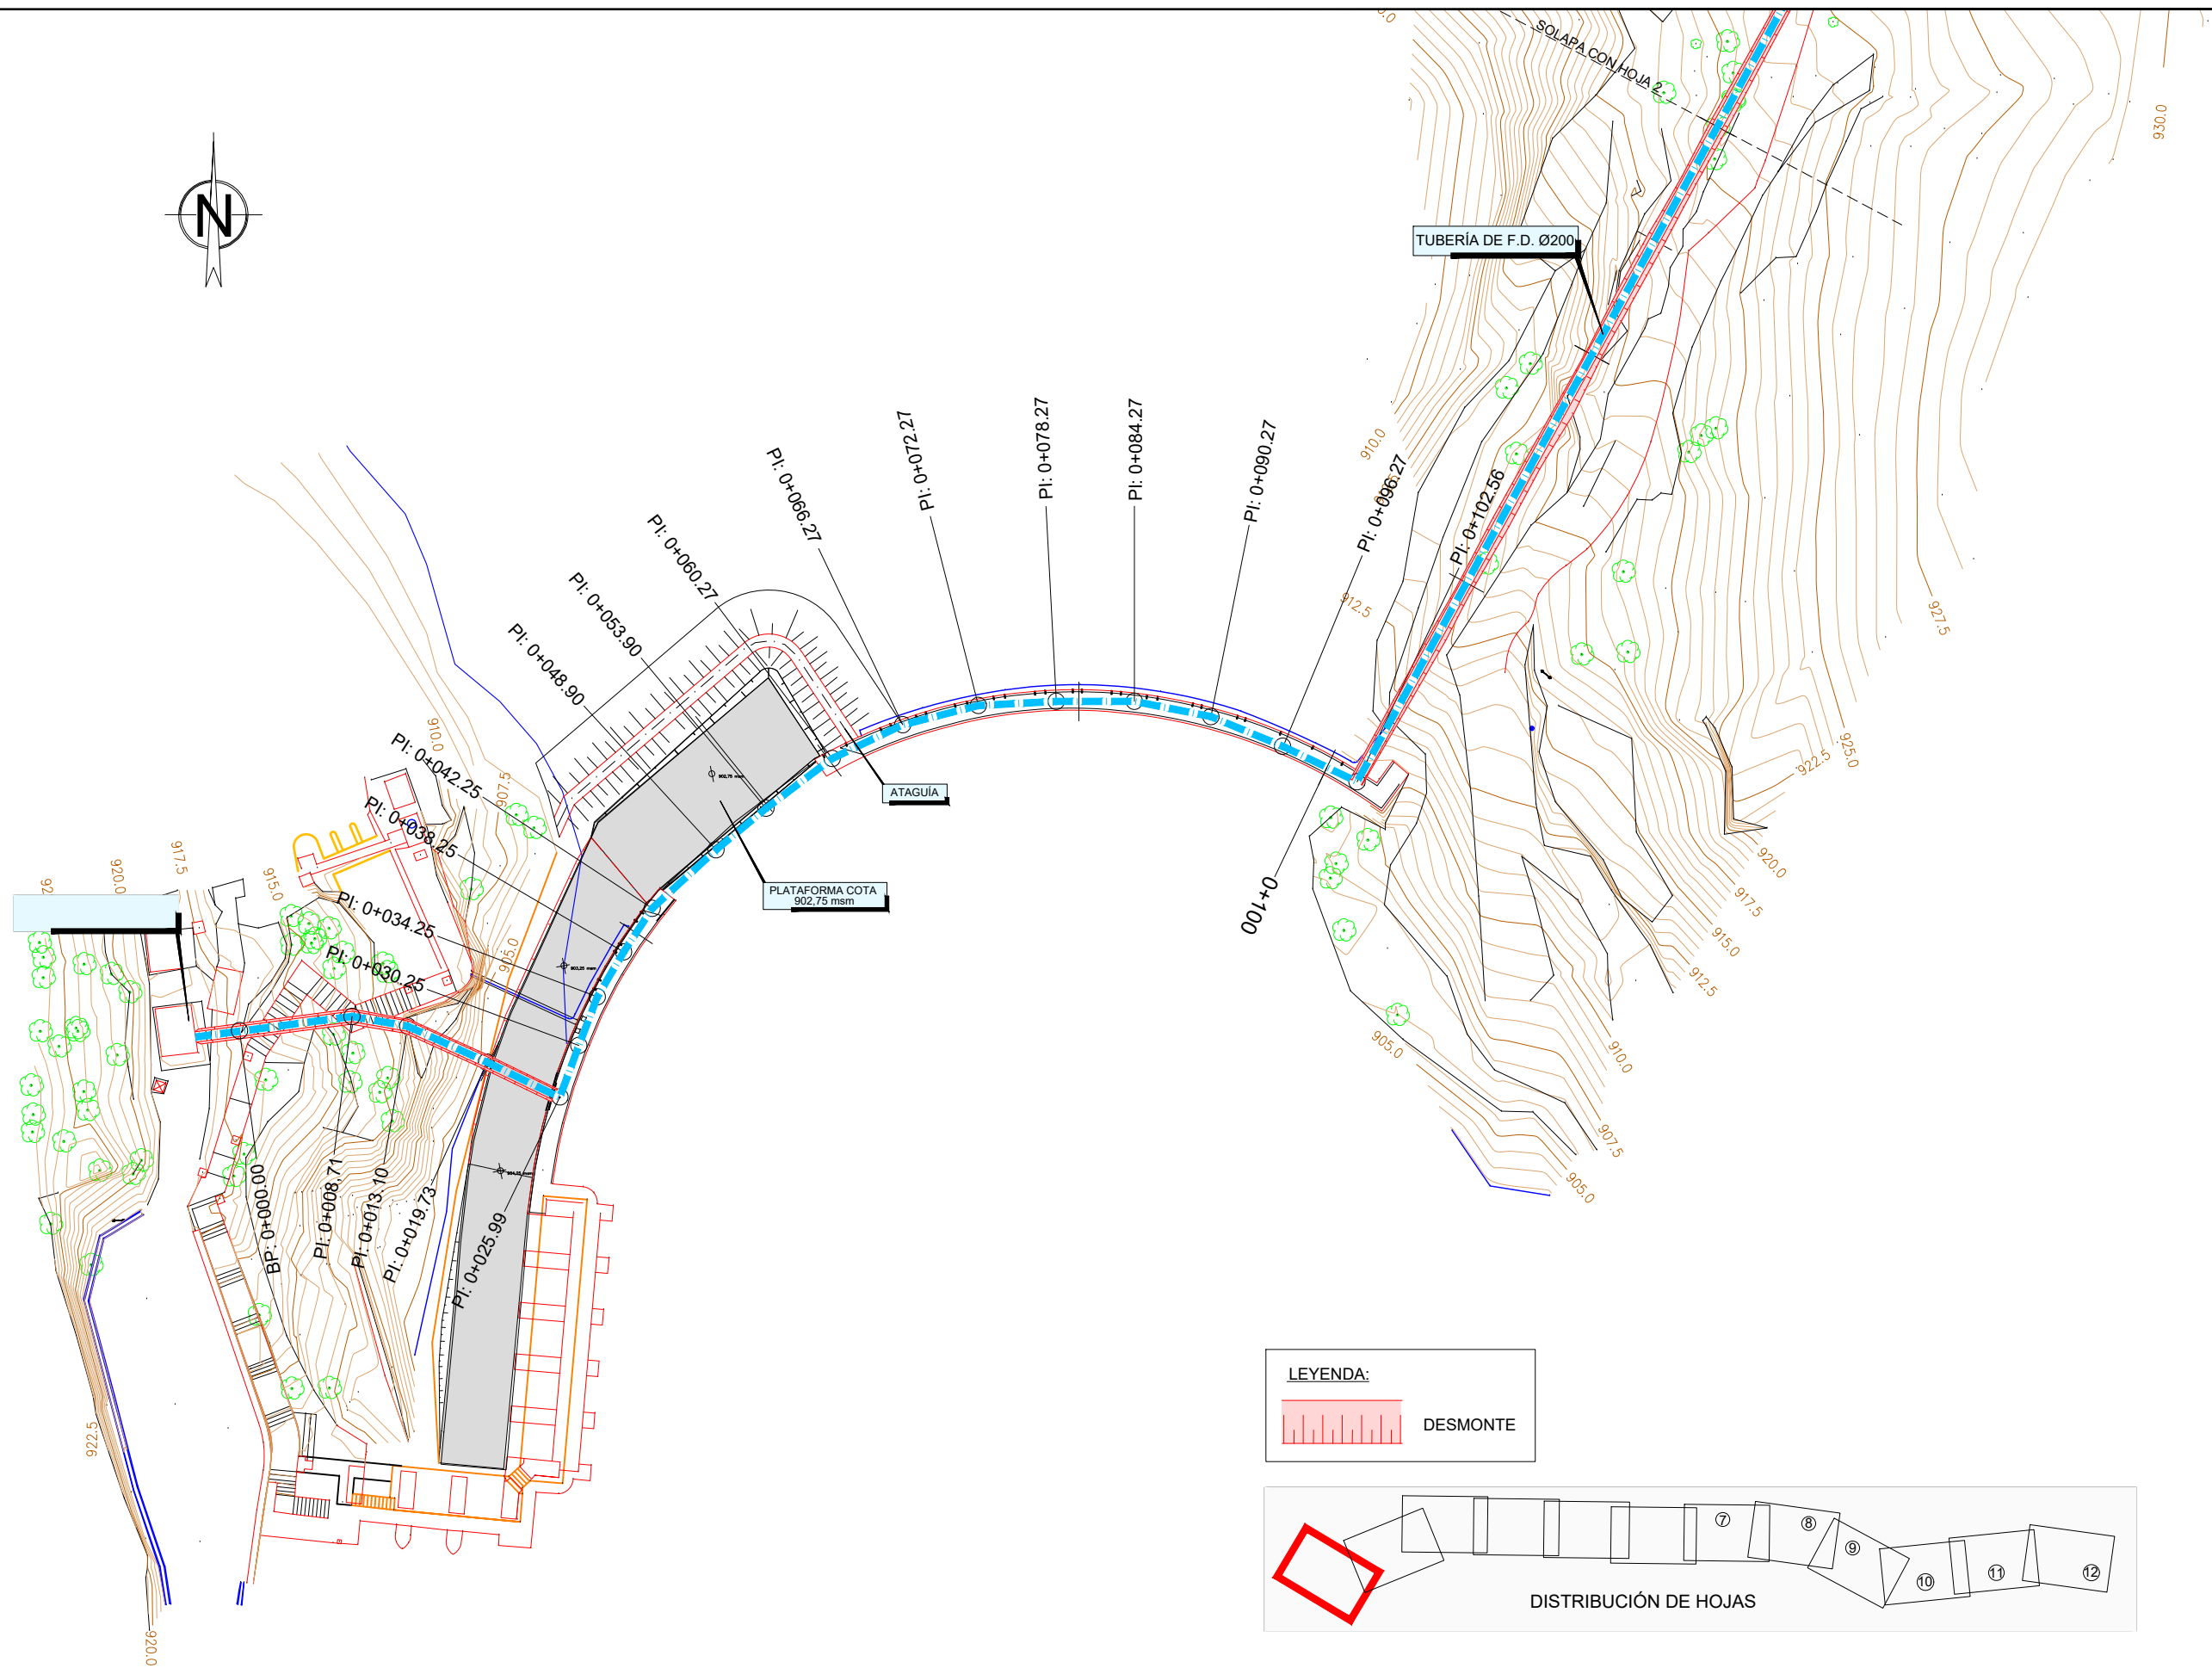 SOLAPA CON HOJA 2
930.0
N
TUBERÍA DE F.D. Ø200
PI: 0+072.27
PI: 0+078.27
PI: 0+084.27
PI: 0+090.27
PI: 0+096.27
PI: 0+102.56
PI: 0+066.27
PI: 0+060.27
PI: 0+053.90
PI: 0+048.90
PI: 0+042.25
PI: 0+038.25
PI: 0+034.25
PI: 0+030.25
910.0
912.5
927.5
925.0
922.5
920.0
917.5
915.0
912.5
910.0
907.5
905.0
905.0
910.0
907.5
905.0
917.5
920.0
915.0
902,75 msm
ATAGUÍA
PLATAFORMA COTA
902,75 msm
0+100
BP: 0+000.00
PI: 0+008,71
PI: 0+013.10
PI: 0+019.73
PI: 0+025.99
922.5
920.0
LEYENDA:
DESMONTE
7
8
9
10
11
12
DISTRIBUCIÓN DE HOJAS